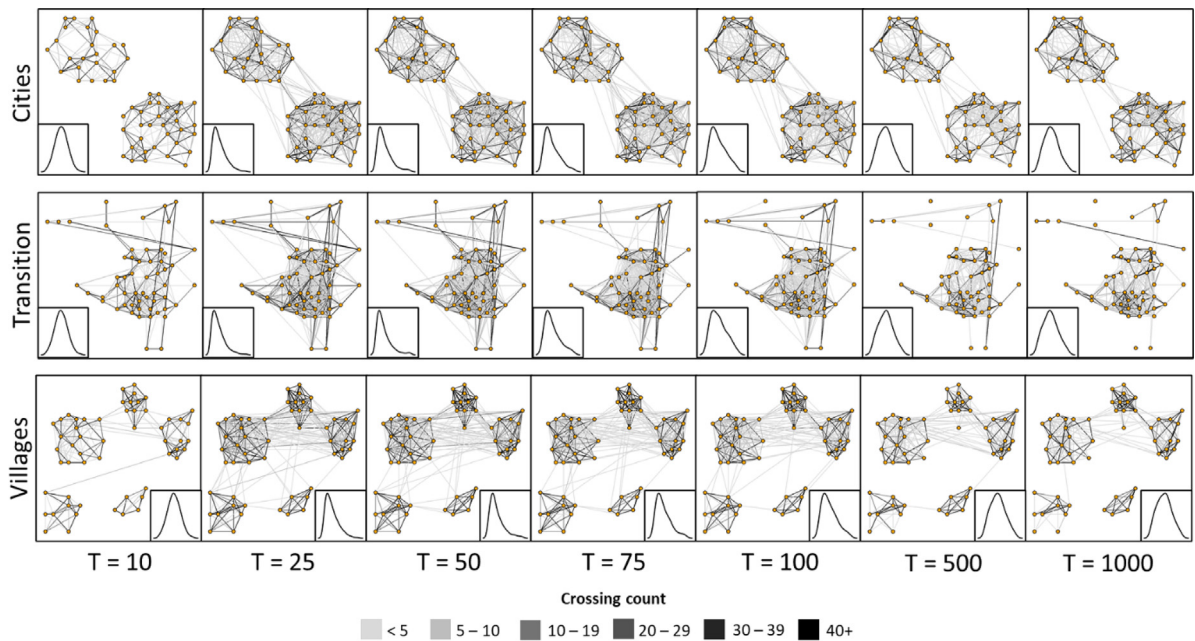 Cities
Transition
Villages
T = 10 T = 25 T = 50 T = 75 T = 100 T = 500 T = 1000
Crossing count
< 5 5 – 10 10 – 19 20 – 29 30 – 39 40+